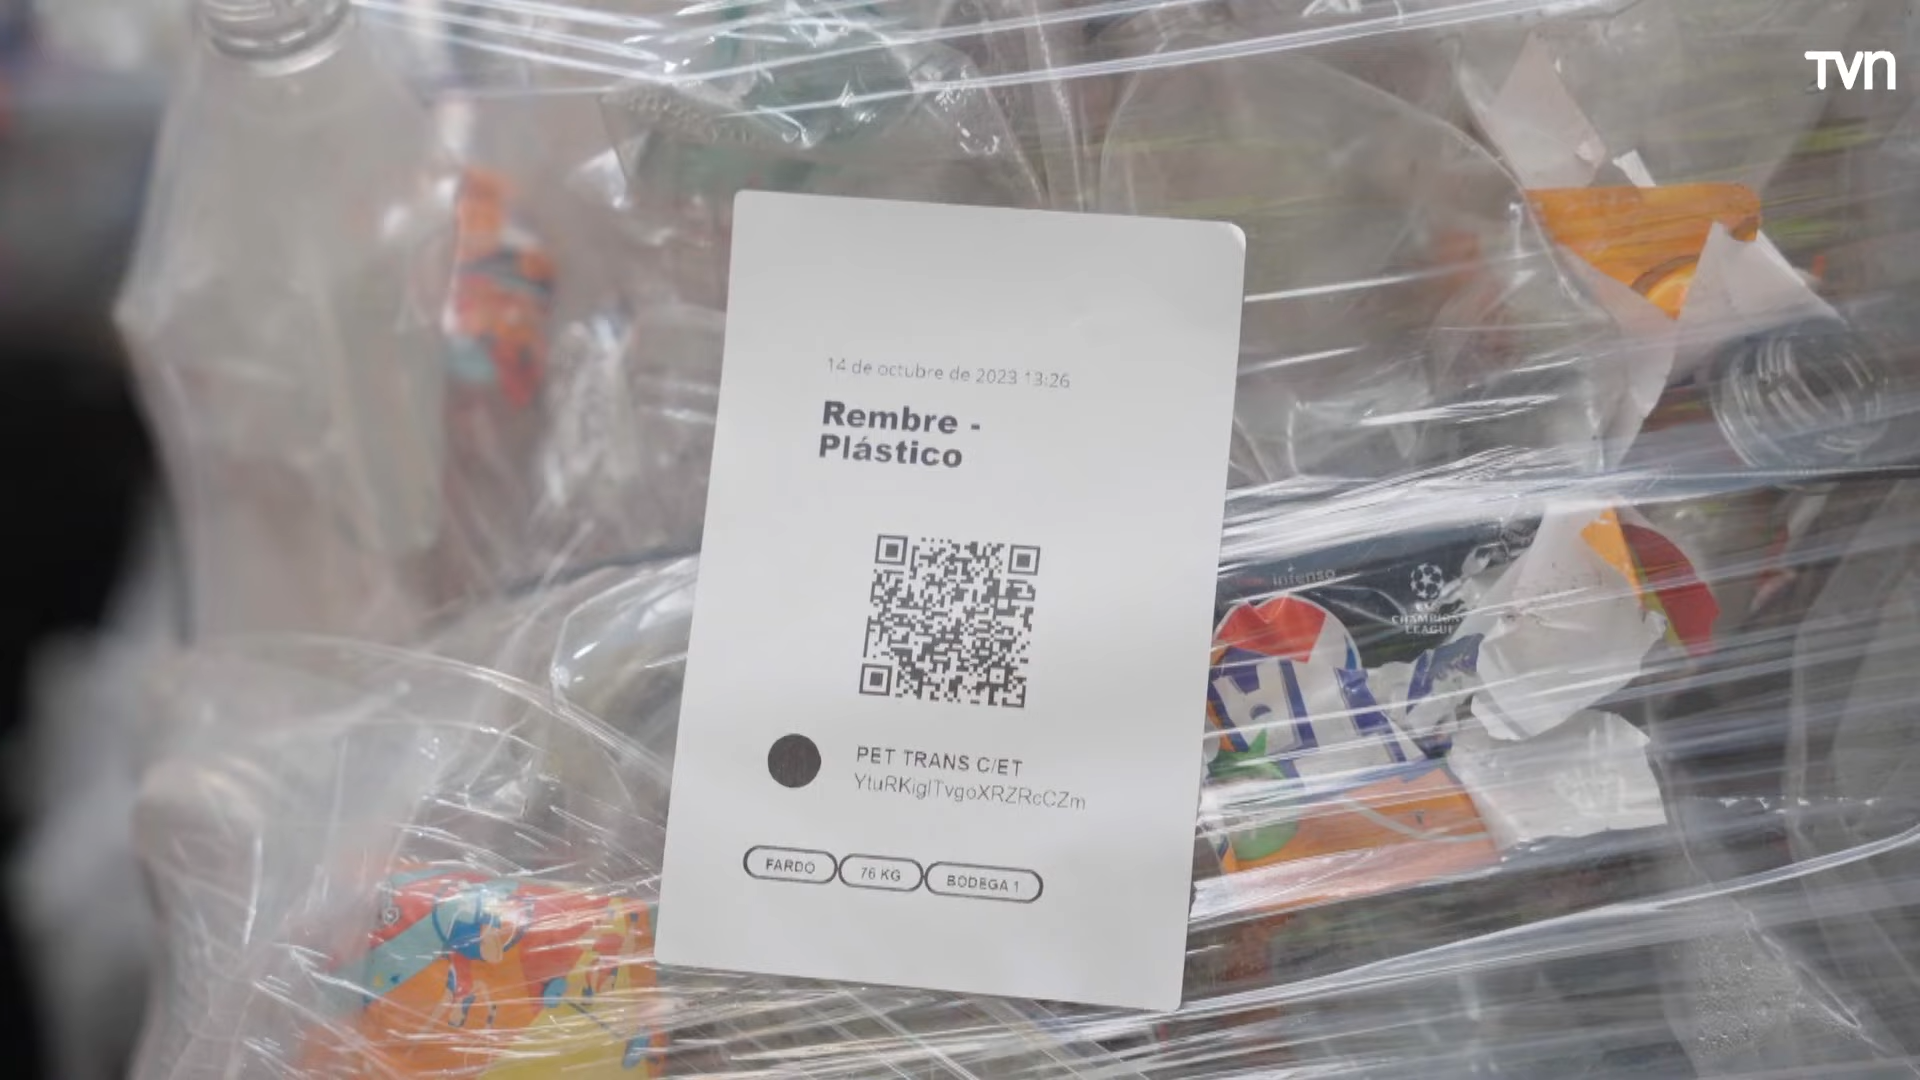 TVN
14 de octubre de 2023 13:26
Rembre -
Plástico
intenso
CHAMPIONS
LEAGUE
PET TRANS C/ET
YtuRKiglTvgoXRZRcCZm
FARDO 76 KG BODEGA 1